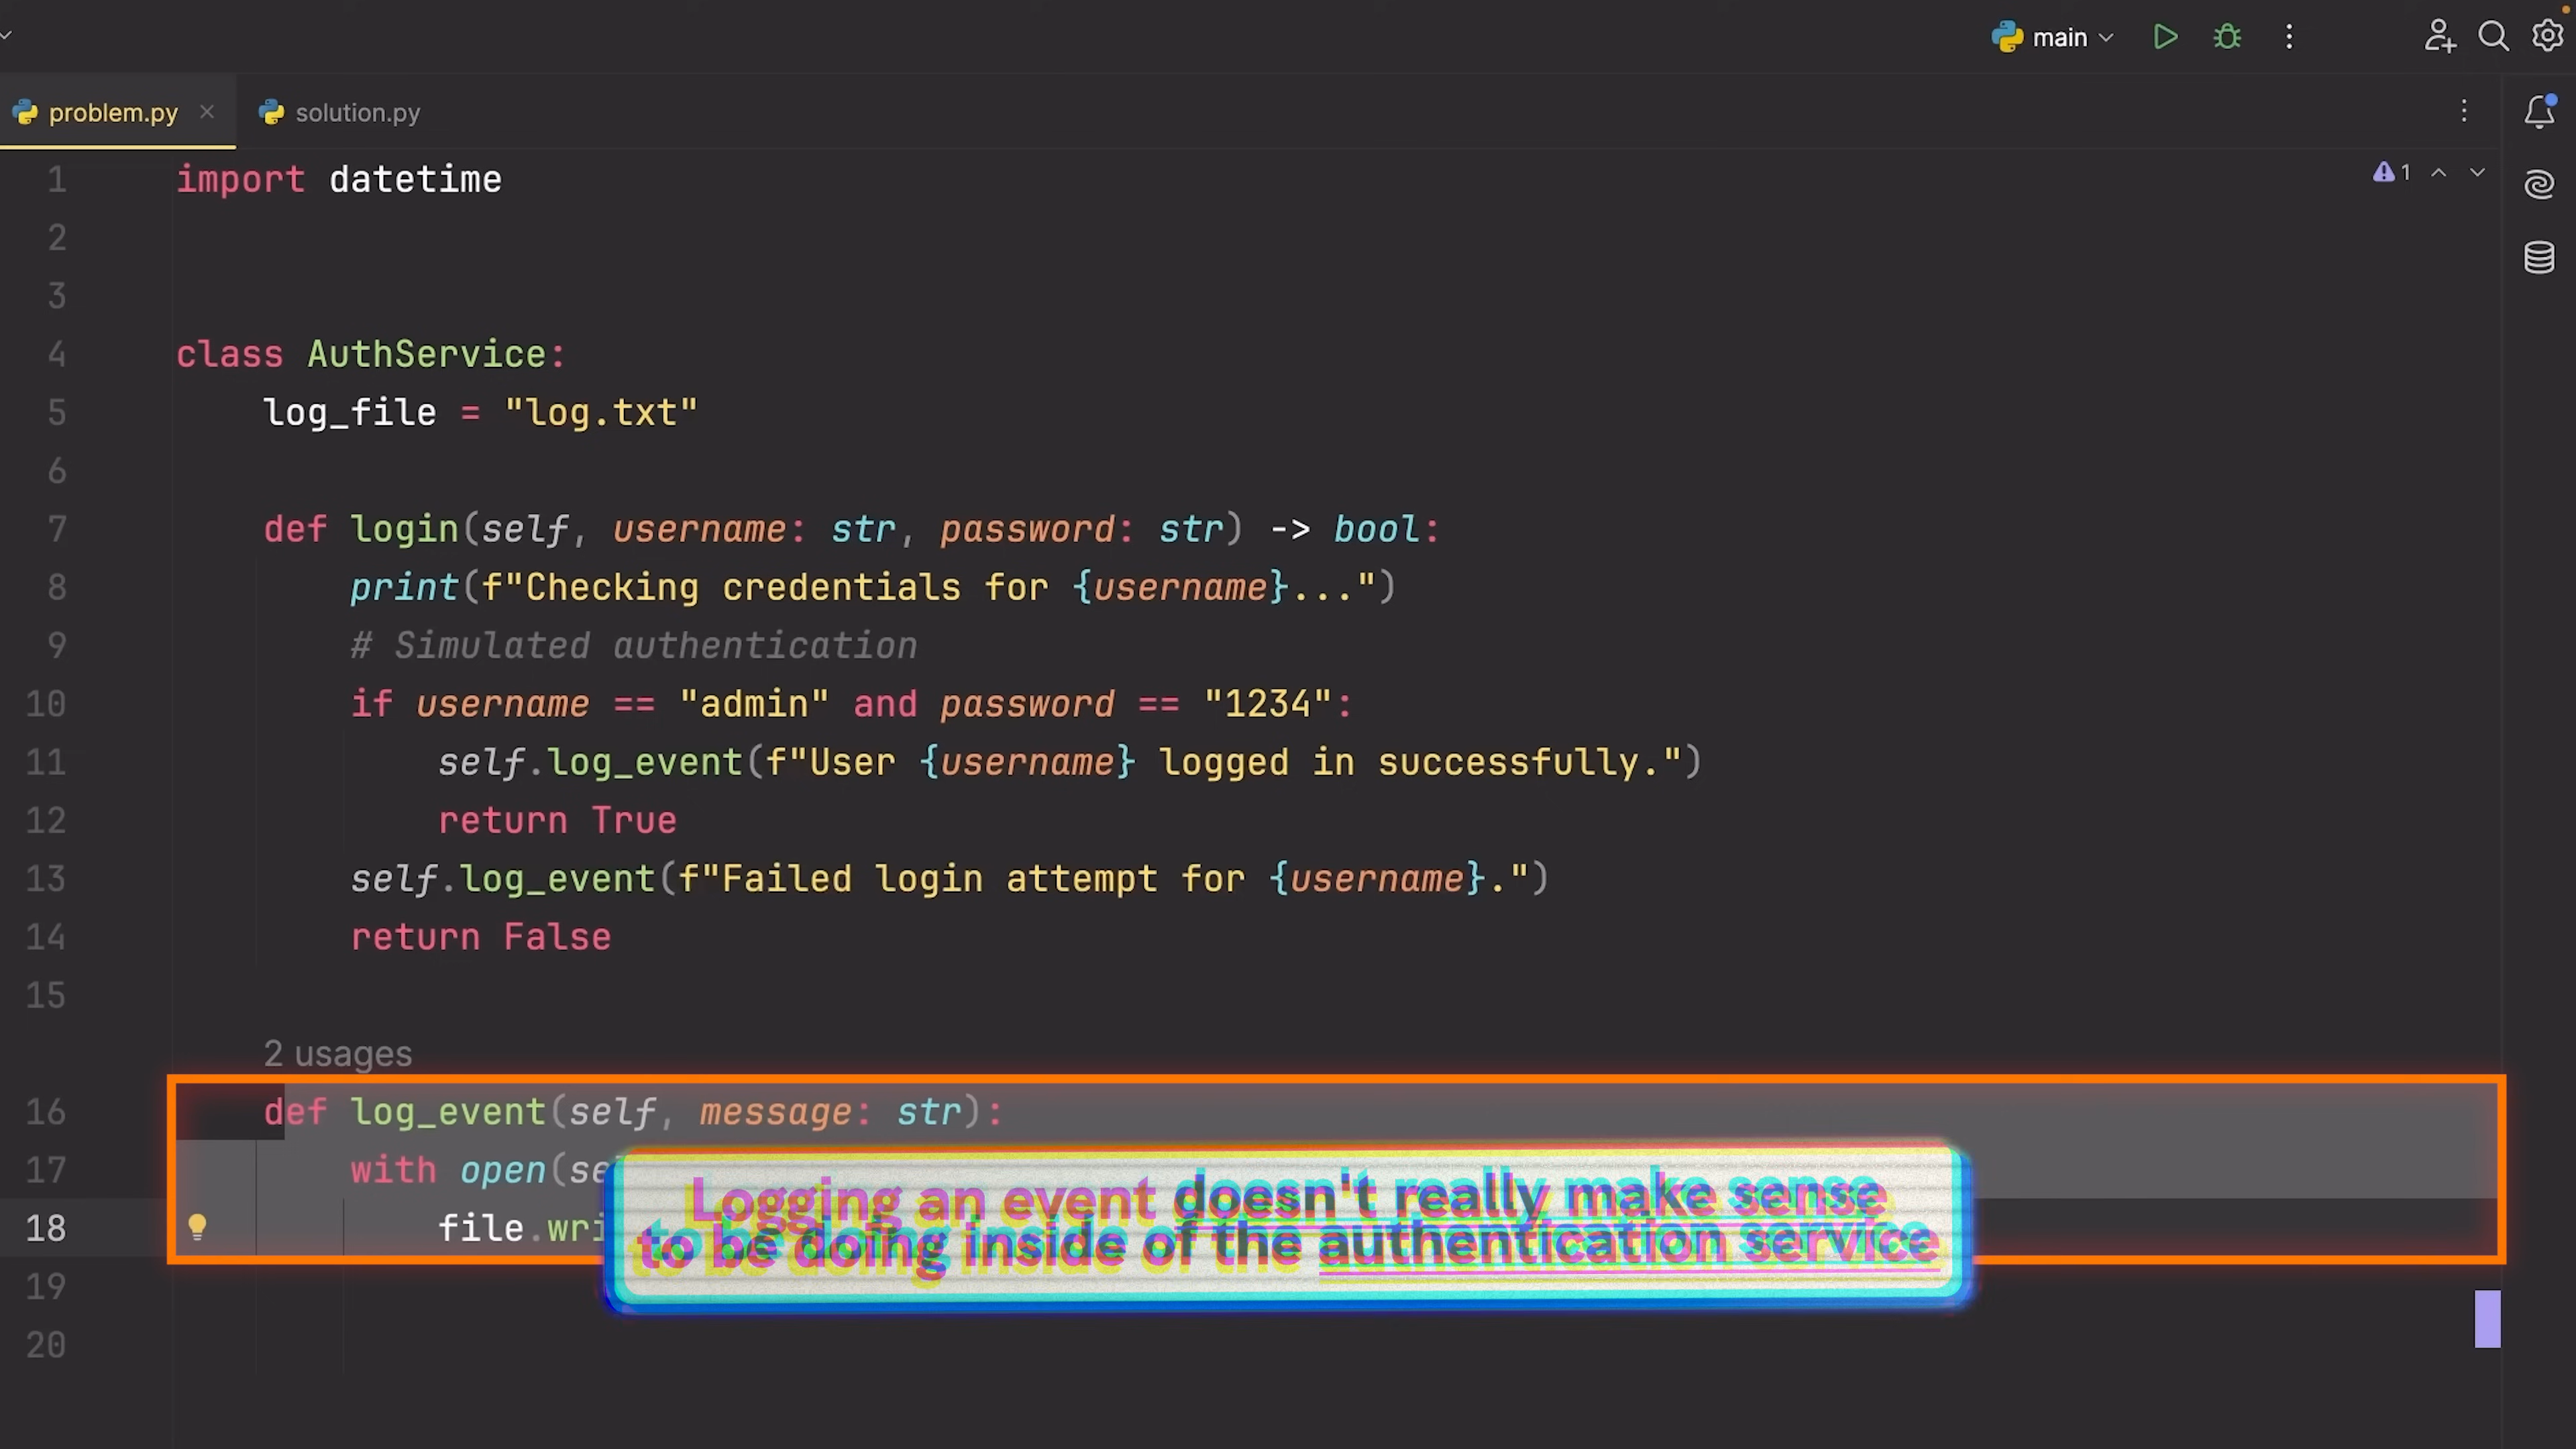 main
problem.py
solution.py
1 import datetime
1
2
3
4 class AuthService:
5 log_file = "log.txt"
6
7 def login(self, username: str, password: str) -> bool:
8 print(f"Checking credentials for {username}...")
9 # Simulated authentication
10 if username == "admin" and password == "1234":
11 self.log_event(f"User {username} logged in successfully.")
12 return True
13 self.log_event(f"Failed login attempt for {username}.")
14 return False
15
2 usages
16 def log_event(self, message: str):
17 with open(
18 file.
Logging an event doesn't really make sense
to be doing inside of the authentication service
19
20